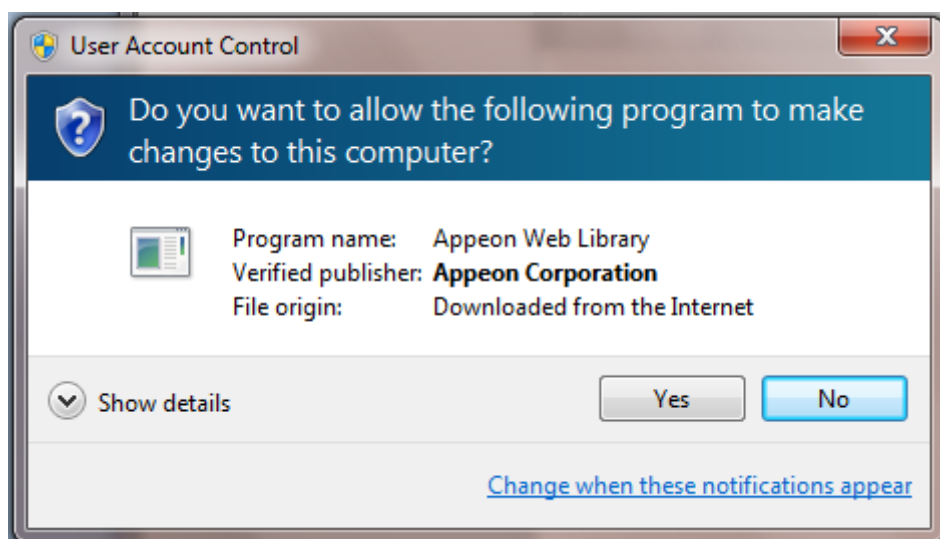 User Account Control
Do you want to allow the following program to make
changes to this computer?
Program name: Appeon Web Library
Verified publisher: Appeon Corporation
File origin: Downloaded from the Internet
Show details
Yes
No
Change when these notifications appear